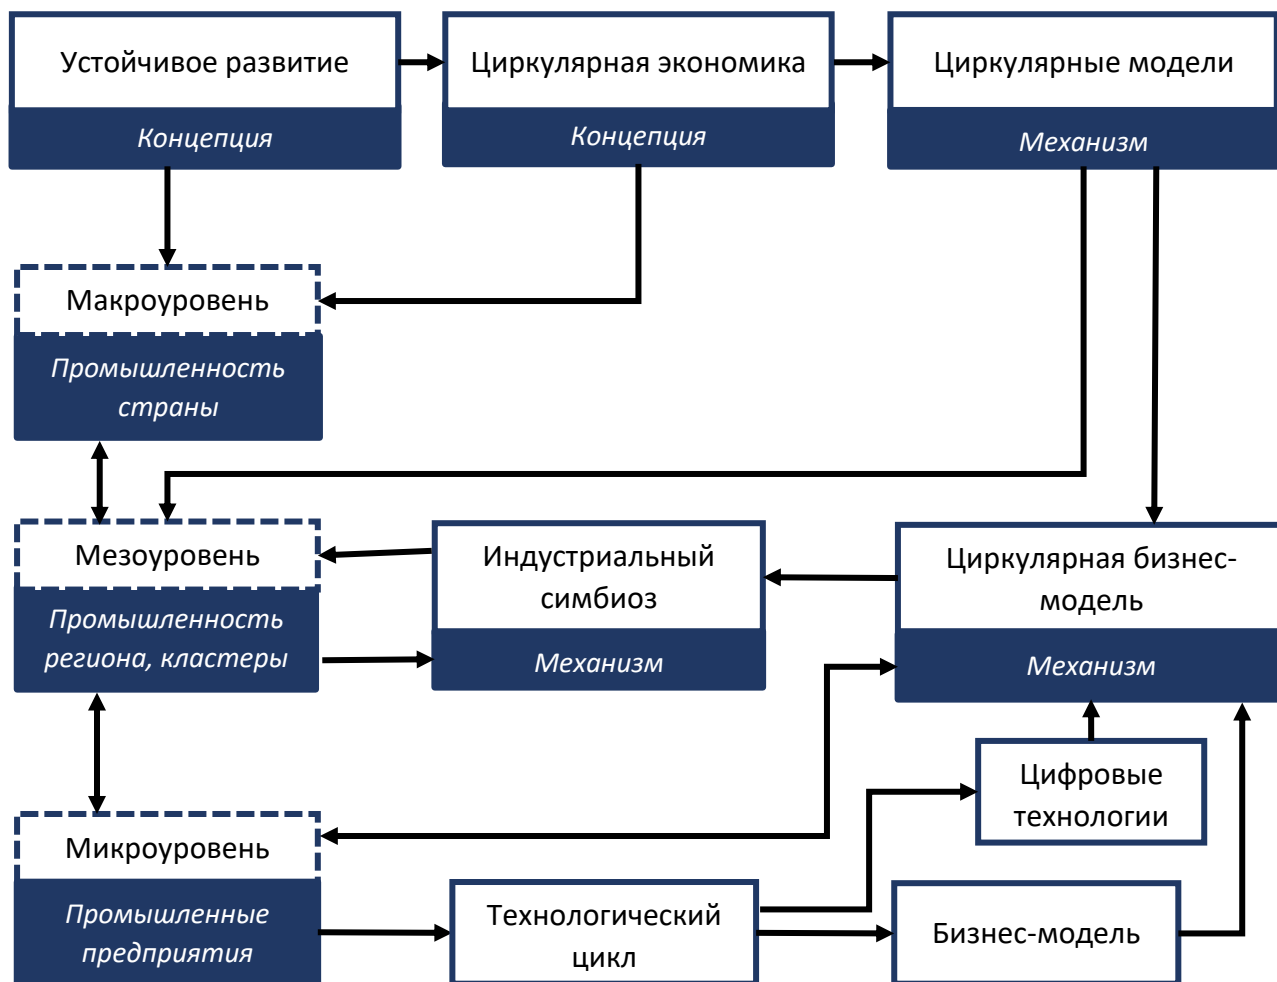 Устойчивое развитие
Концепция
Циркулярная экономика
Концепция
Циркулярные модели
Механизм
Макроуровень
Промышленность
страны
Мезоуровень
Промышленность
региона, кластеры
Индустриальный
симбиоз
Механизм
Циркулярная бизнес-
модель
Механизм
Цифровые
технологии
Микроуровень
Промышленные
предприятия
Технологический
цикл
Бизнес-модель